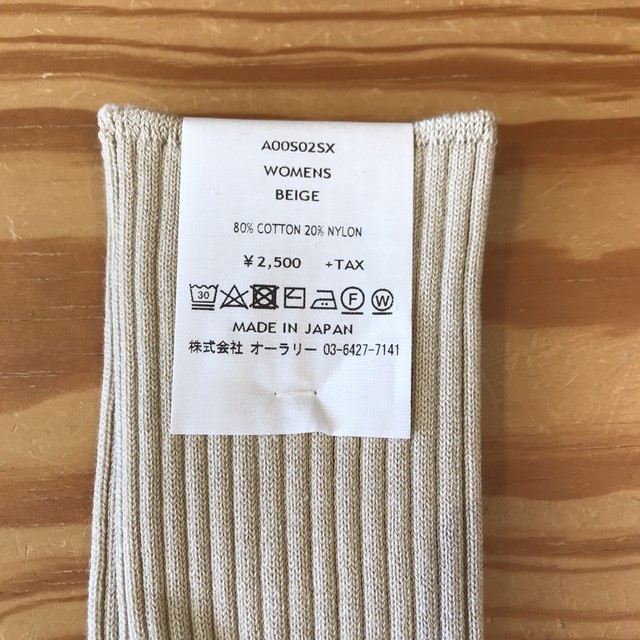 A00S02SX
WOMENS
BEIGE
80% COTTON 20% NYLON
¥2,500 +TAX
30 F W
MADE IN JAPAN
株式会社 オーラリー 03-6427-7141